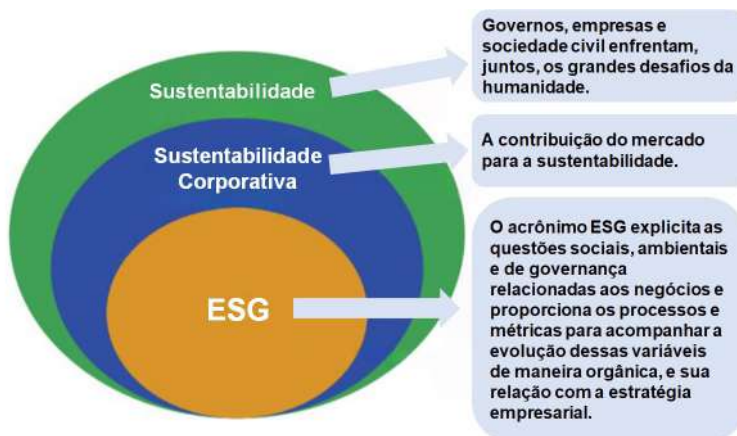 Sustentabilidade
Governos, empresas e
sociedade civil enfrentam,
juntos, os grandes desafios da
humanidade.
Sustentabilidade
Corporativa
A contribuição do mercado
para a sustentabilidade.
ESG
O acrônimo ESG explicita as
questões sociais, ambientais
e de governança
relacionadas aos negócios e
proporciona os processos e
métricas para acompanhar a
evolução dessas variáveis
de maneira orgânica, e sua
relação com a estratégia
empresarial.